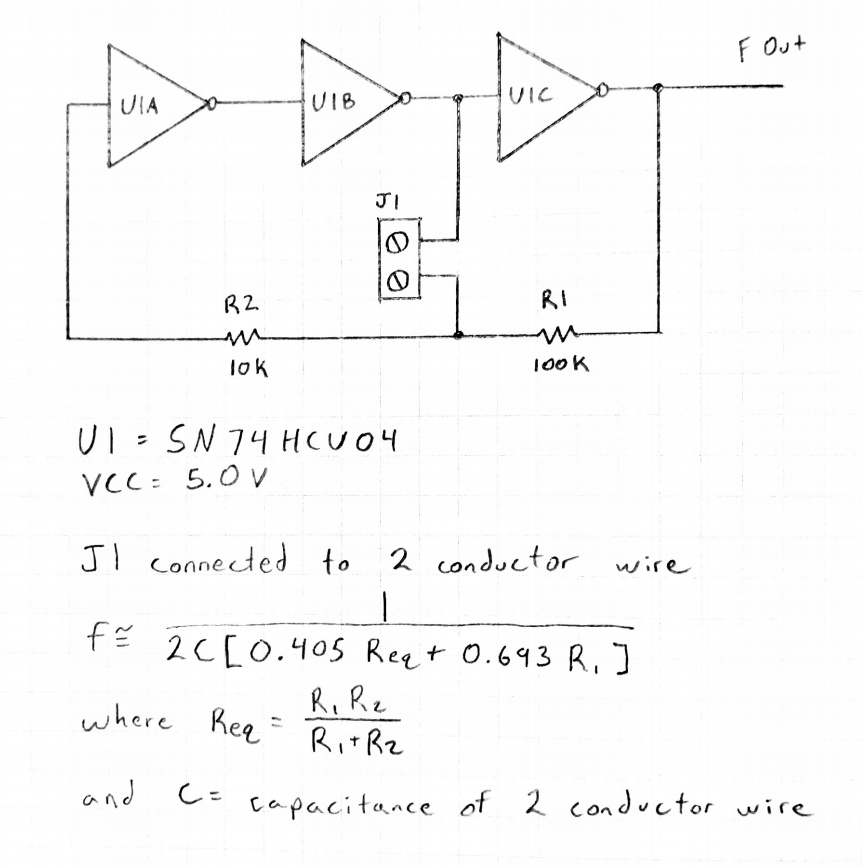 F Out
U1A
U1B
U1C
J1
R2
R1
10K
100K
U1 = SN74HCU04
VCC = 5.0V
J1 connected to 2 conductor wire
f ≅ 1 / 2C[0.405 Req + 0.693 R₁]
where Req = R₁R₂ / R₁+R₂
and C = capacitance of 2 conductor wire